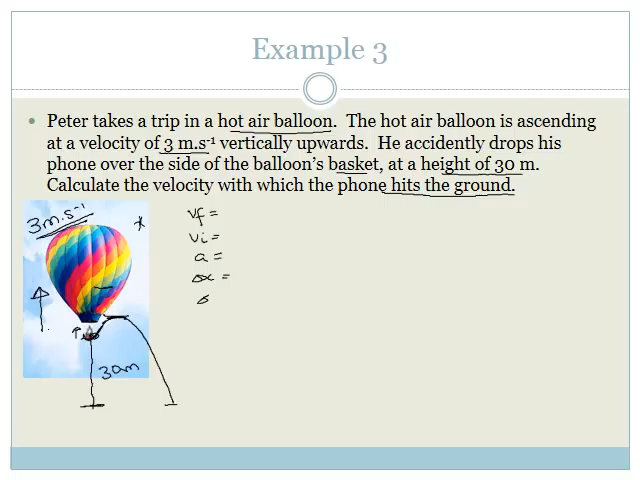 Example 3
• Peter takes a trip in a hot air balloon. The hot air balloon is ascending
at a velocity of 3 m.s-1 vertically upwards. He accidently drops his
phone over the side of the balloon's basket, at a height of 30 m.
Calculate the velocity with which the phone hits the ground.
3m.s-1
vf =
vi =
a =
Δx =
Δ
30m